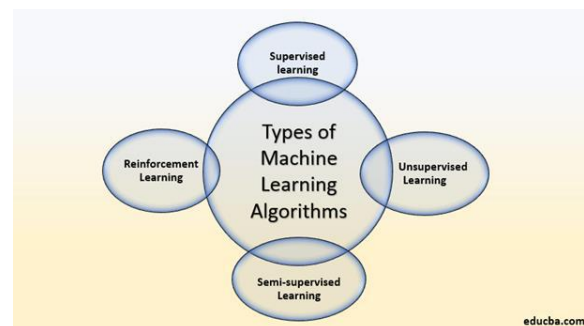 Supervised
learning
Types of
Machine
Learning
Algorithms
Reinforcement
Learning
Unsupervised
Learning
Semi-supervised
Learning
educba.com